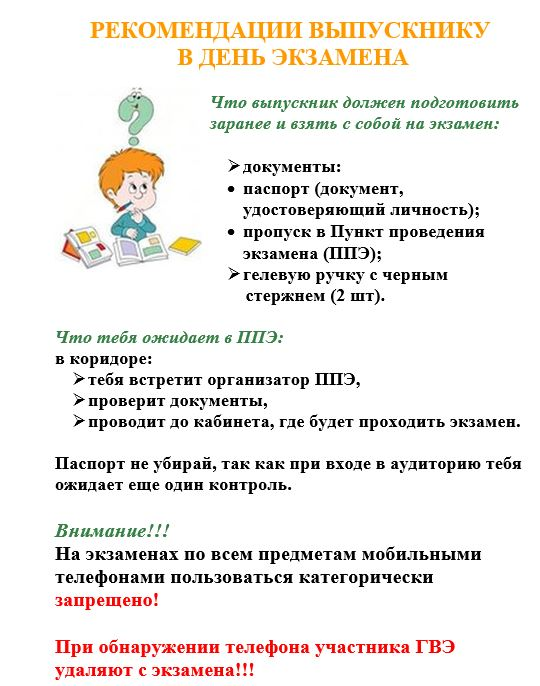 РЕКОМЕНДАЦИИ ВЫПУСКНИКУ
В ДЕНЬ ЭКЗАМЕНА
?
Что выпускник должен подготовить
заранее и взять с собой на экзамен:
➢ документы:
• паспорт (документ,
удостоверяющий личность);
• пропуск в Пункт проведения
экзамена (ППЭ);
➢ гелевую ручку с черным
стержнем (2 шт).
Что тебя ожидает в ППЭ:
в коридоре:
➢ тебя встретит организатор ППЭ,
➢ проверит документы,
➢ проводит до кабинета, где будет проходить экзамен.
Паспорт не убирай, так как при входе в аудиторию тебя
ожидает еще один контроль.
Внимание!!!
На экзаменах по всем предметам мобильными
телефонами пользоваться категорически
запрещено!
При обнаружении телефона участника ГВЭ
удаляют с экзамена!!!